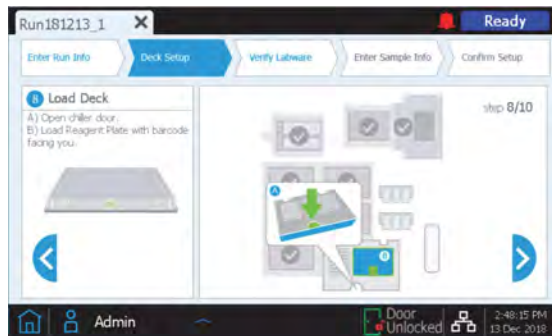 Run181213_1
Ready
Enter Run Info
Deck Setup
Verify Labware
Enter Sample Info
Confirm Setup
8 Load Deck
A) Open chiller door.
B) Load Reagent Plate with barcode
facing you.
step 8/10
A
B
Admin
Door
Unlocked
2:48:15 PM
13 Dec 2018